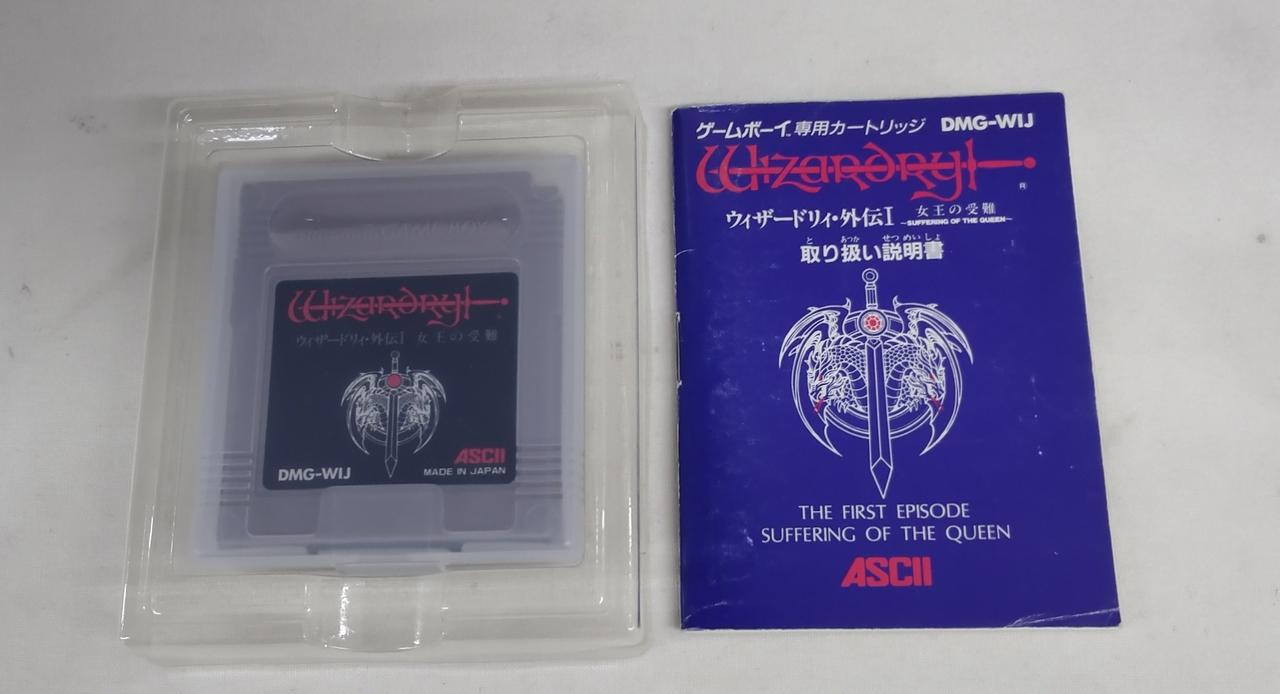 Wizardry
ウィザードリィ・外伝I 女王の受難
ASCII
DMG-WIJ MADE IN JAPAN
ゲームボーイ™専用カートリッジ DMG-WIJ
Wizardry®
ウィザードリィ・外伝I 女王の受難
~SUFFERING OF THE QUEEN~
と あつか せつめいしょ
取り扱い説明書
THE FIRST EPISODE
SUFFERING OF THE QUEEN
ASCII